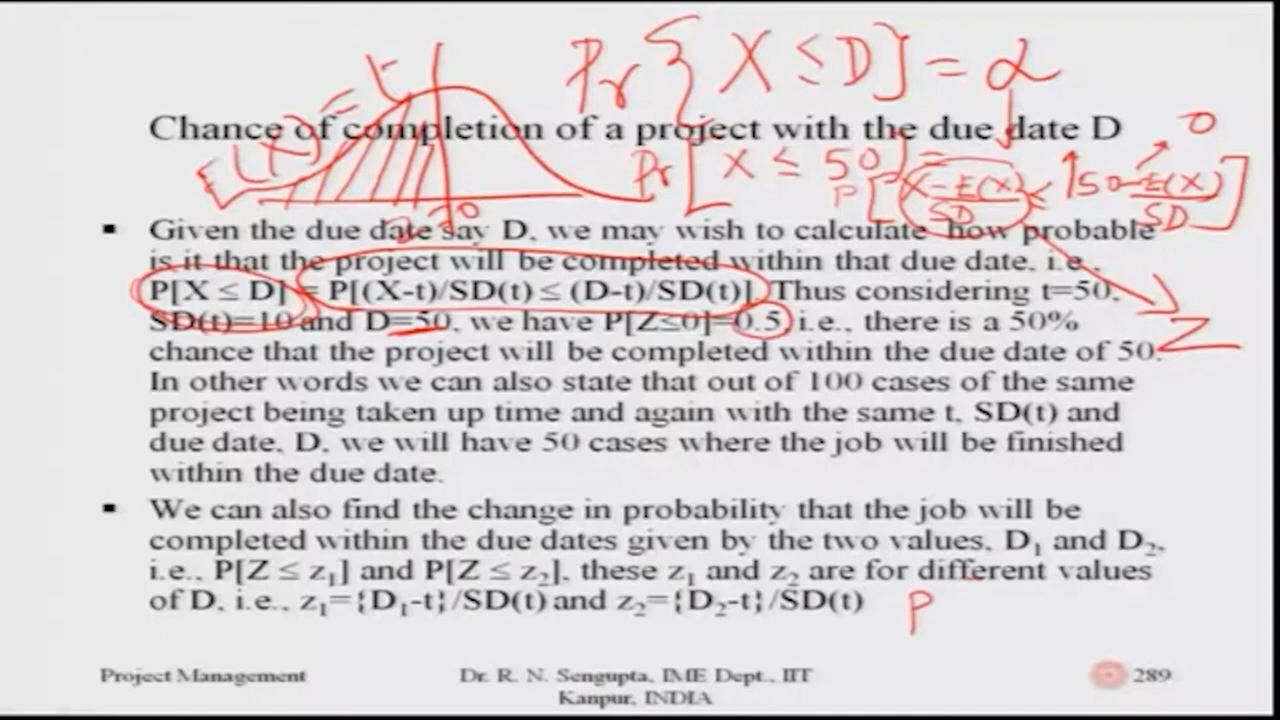 Pr{X ≤ D] = α
Chance of completion of a project with the due date D
E(X) = t
0
Pr[X ≤ 50] =
P[X-E(X)/SD ≤ 50-E(X)/SD]
50
▪ Given the due date say D, we may wish to calculate how probable
is it that the project will be completed within that due date, i.e.,
P[X ≤ D] = P[(X-t)/SD(t) ≤ (D-t)/SD(t)]. Thus considering t=50,
SD(t)=10 and D=50, we have P[Z≤0]=0.5, i.e., there is a 50%
Z
chance that the project will be completed within the due date of 50.
In other words we can also state that out of 100 cases of the same
project being taken up time and again with the same t, SD(t) and
due date, D, we will have 50 cases where the job will be finished
within the due date.
▪ We can also find the change in probability that the job will be
completed within the due dates given by the two values, D₁ and D₂,
i.e., P[Z ≤ z₁] and P[Z ≤ z₂], these z₁ and z₂ are for different values
of D, i.e., z₁={D₁-t}/SD(t) and z₂={D₂-t}/SD(t)
P
Project Management
Dr. R. N. Sengupta, IME Dept., IIT
Kanpur, INDIA
289